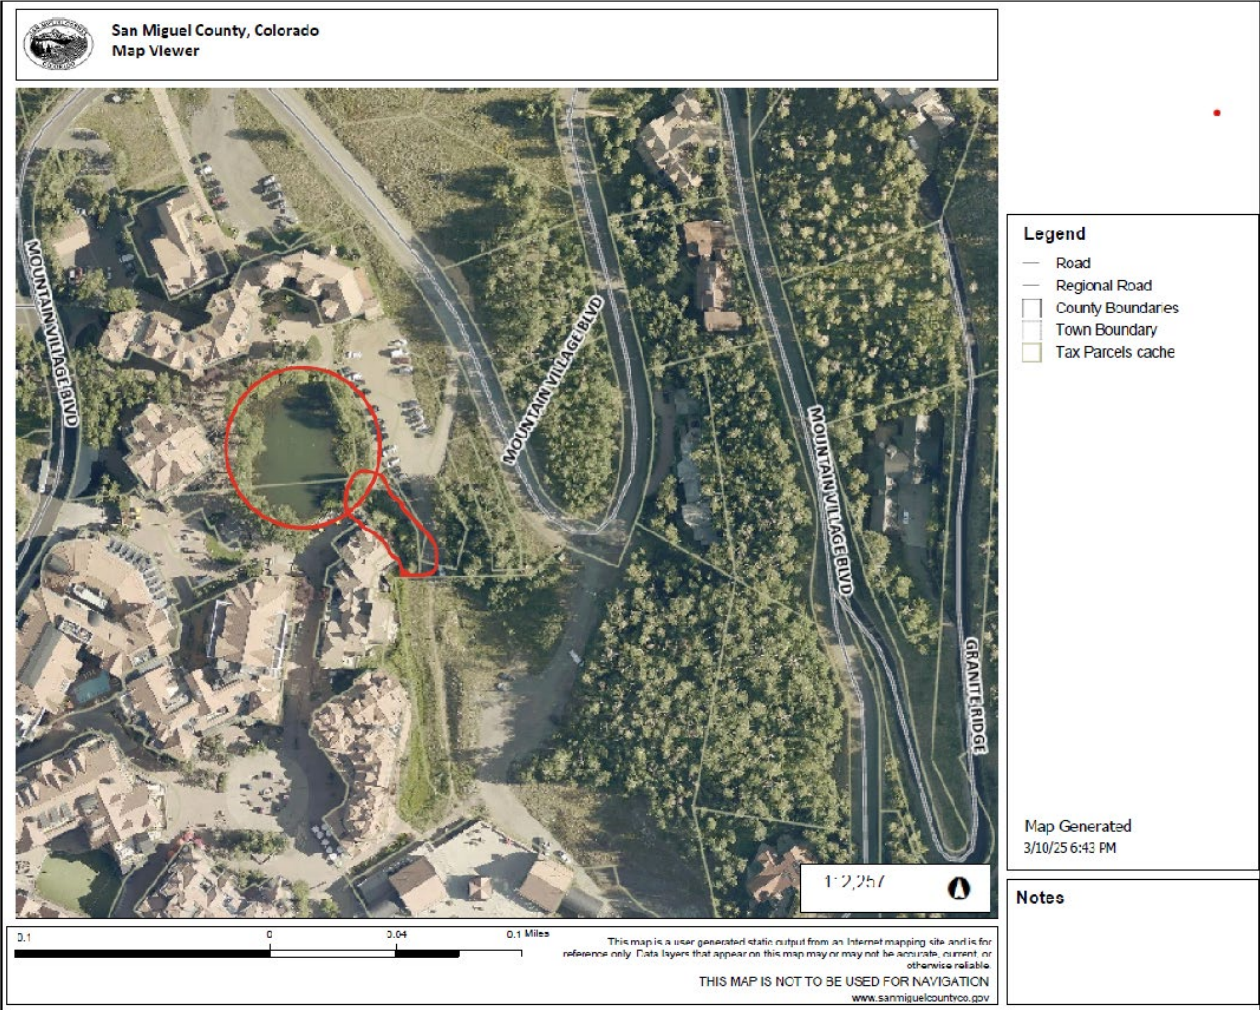 San Miguel County, Colorado
Map Viewer
MOUNTAIN VILLAGE BLVD
MOUNTAIN VILLAGE BLVD
MOUNTAIN VILLAGE BLVD
GRANITE RIDGE
Legend
Road
Regional Road
County Boundaries
Town Boundary
Tax Parcels cache
Map Generated
3/10/25 6:43 PM
1:2,257
Notes
0.1 0 0.04 0.1 Miles
This map is a user generated static output from an Internet mapping site and is for
reference only. Data layers that appear on this map may or may not be accurate, current, or
otherwise reliable.
THIS MAP IS NOT TO BE USED FOR NAVIGATION
www.sanmiguelcountyco.gov